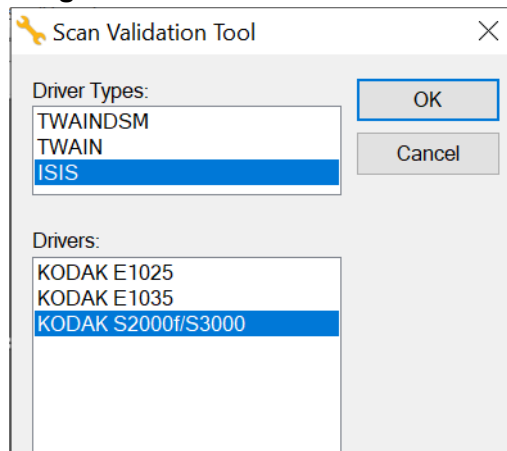 Scan Validation Tool
Driver Types:
OK
TWAINDSM
TWAIN
Cancel
ISIS
Drivers:
KODAK E1025
KODAK E1035
KODAK S2000f/S3000